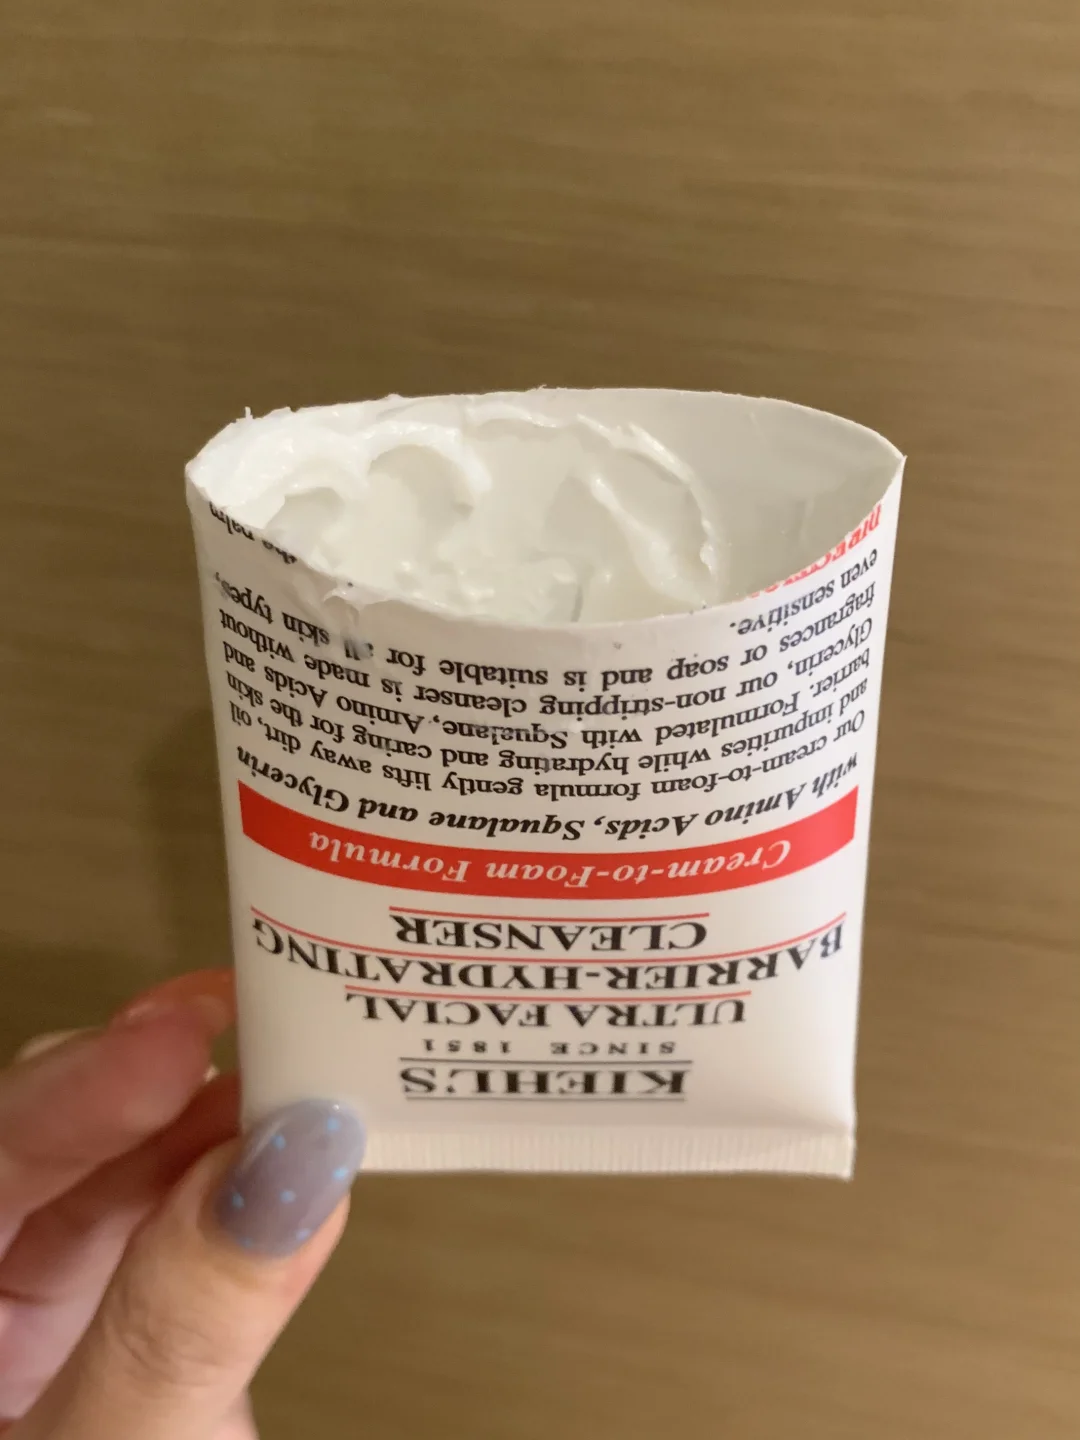 KIEHL'S
SINCE 1851
ULTRA FACIAL
BARRIER-HYDRATING
CLEANSER
Cream-to-Foam Formula
with Amino Acids, Squalane and Glycerin
Our cream-to-foam formula gently lifts away dirt, oil
and impurities while hydrating and caring for the skin
barrier. Formulated with Squalane, Amino Acids and
Glycerin, our non-stripping cleanser is made without
fragrances or soap and is suitable for all skin types,
even sensitive.
the palm